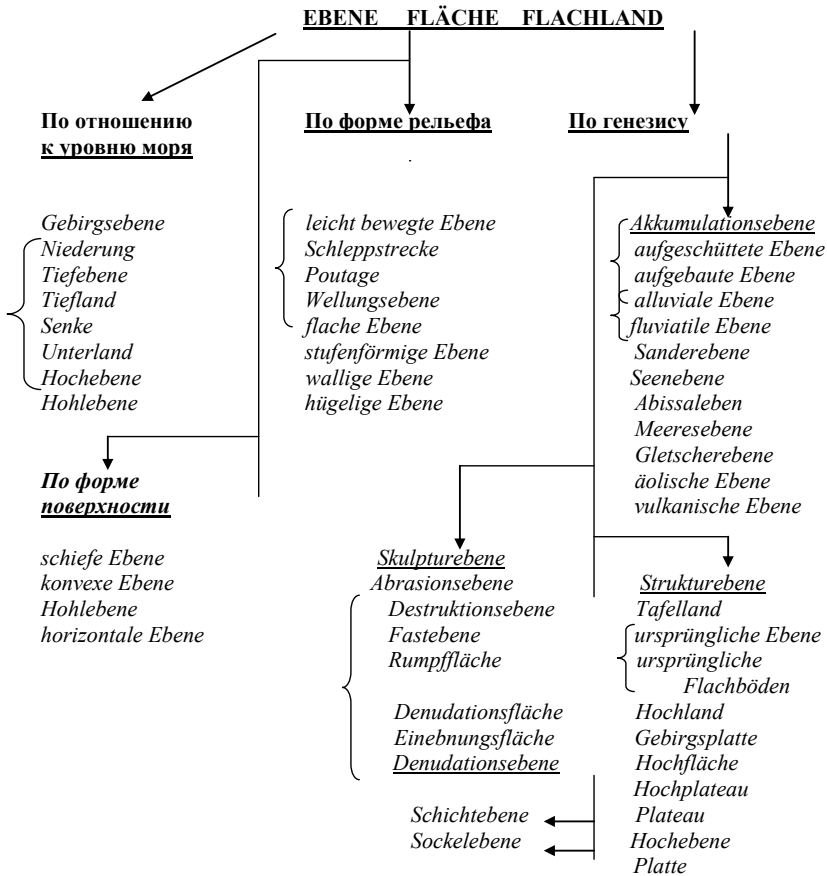 EBENE FLÄCHE FLACHLAND
По отношению
к уровню моря
Gebirgsebene
Niederung
Tiefebene
Tiefland
Senke
Unterland
Hochebene
Hohlebene
По форме
поверхности
schiefe Ebene
konvexe Ebene
Hohlebene
horizontale Ebene
По форме рельефа
leicht bewegte Ebene
Schleppstrecke
Poutage
Wellungsebene
flache Ebene
stufenförmige Ebene
wallige Ebene
hügelige Ebene
По генезису
Akkumulationsebene
aufgeschüttete Ebene
aufgebaute Ebene
alluviale Ebene
fluviatile Ebene
Sanderebene
Seenebene
Abissaleben
Meeresebene
Gletscherebene
äolische Ebene
vulkanische Ebene
Skulpturebene
Abrasionsebene
Destruktionsebene
Fastebene
Rumpffläche
Denudationsfläche
Einebnungsfläche
Denudationsebene
Schichtebene
Sockelebene
Strukturebene
Tafelland
ursprüngliche Ebene
ursprüngliche
Flachböden
Hochland
Gebirgsplatte
Hochfläche
Hochplateau
Plateau
Hochebene
Platte